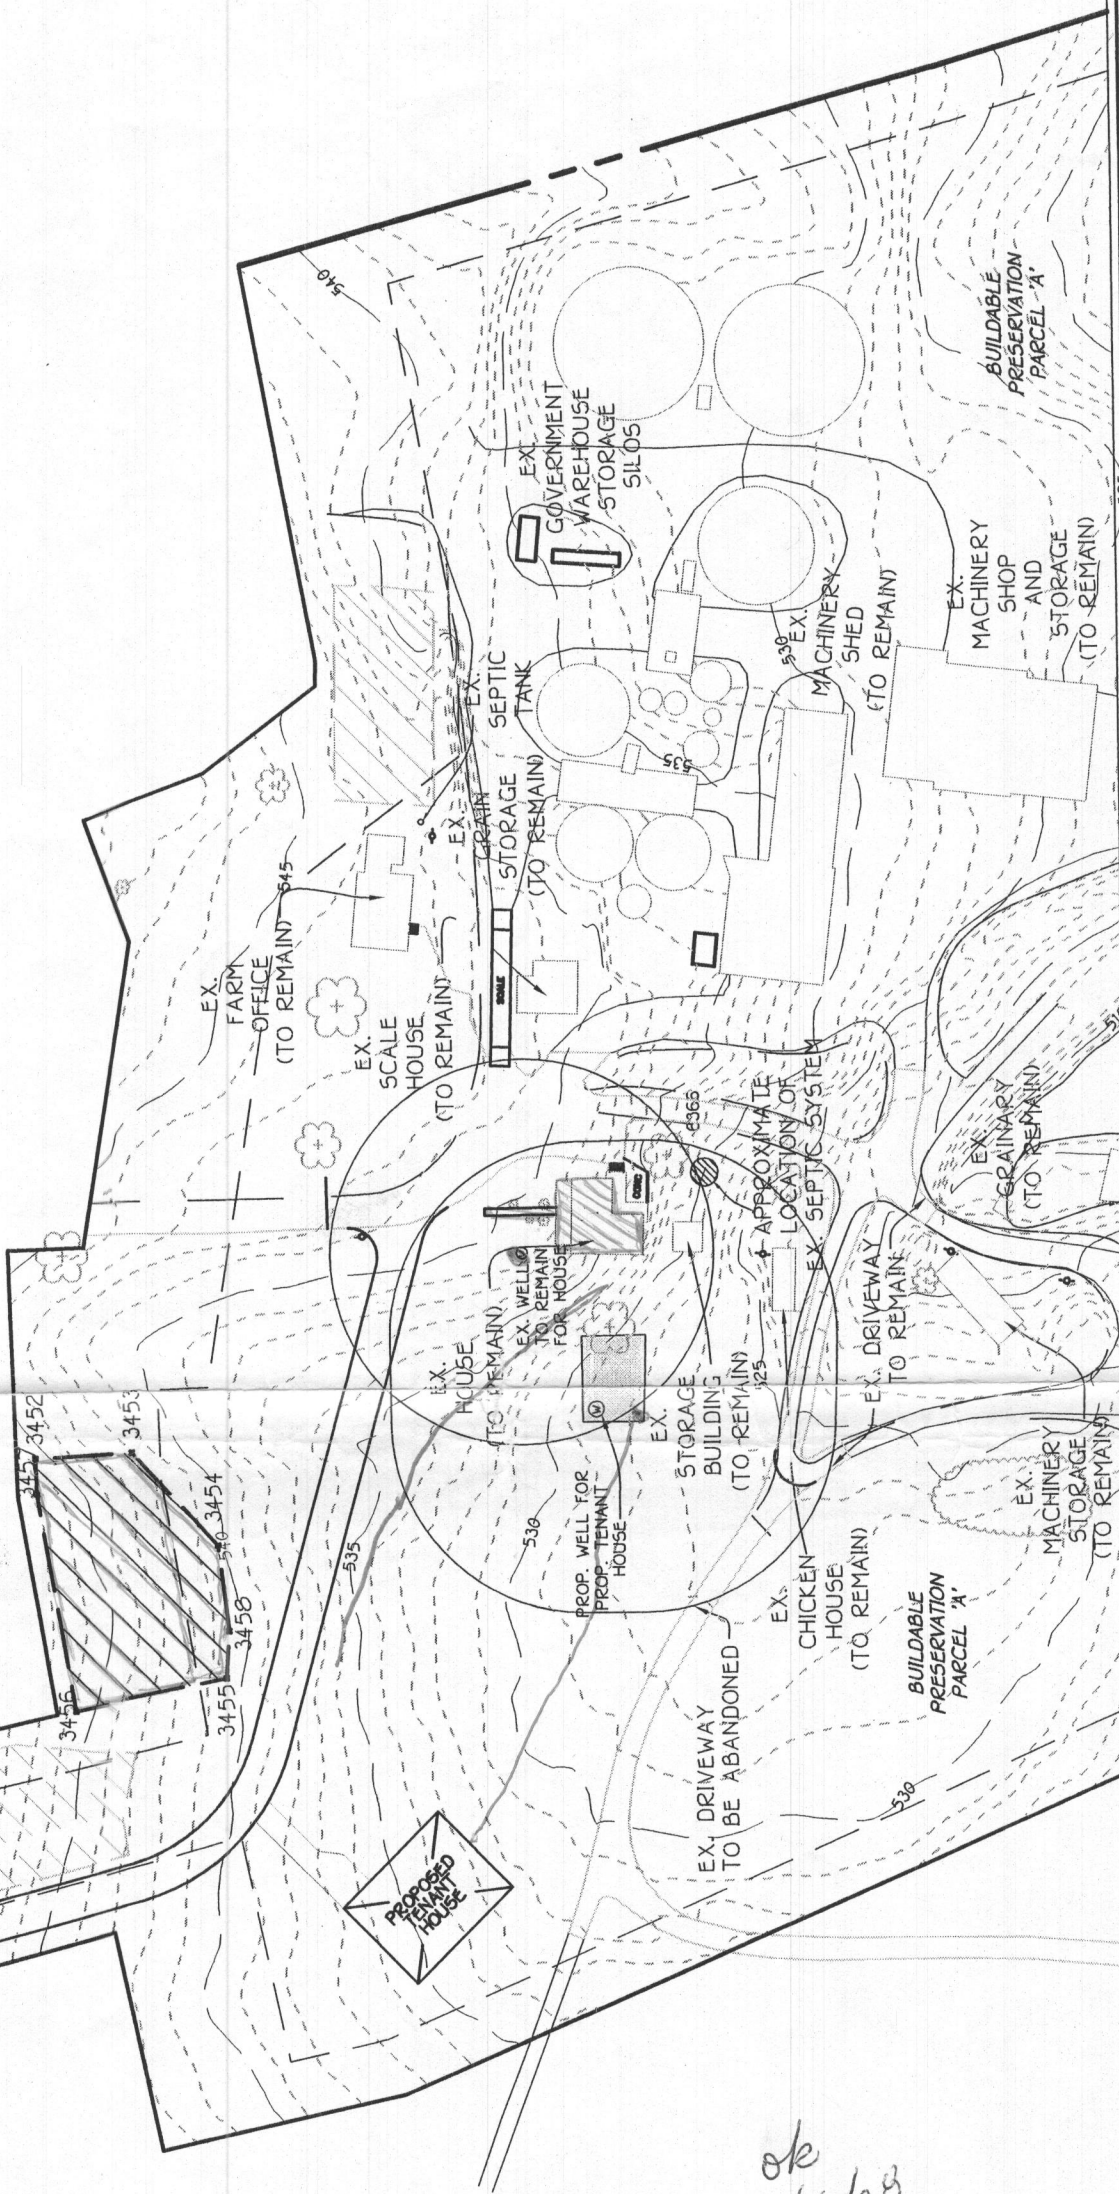 540
EX.
GOVERNMENT
WAREHOUSE
STORAGE
SILOS
BUILDABLE
PRESERVATION
PARCEL 'A'
EX.
SEPTIC
TANK
530
EX.
MACHINERY
SHED
(TO REMAIN)
EX.
MACHINERY
SHOP
AND
STORAGE
(TO REMAIN)
535
EX.
GRAIN
STORAGE
(TO REMAIN)
545
EX.
FARM
OFFICE
(TO REMAIN)
EX.
SCALE
HOUSE
(TO REMAIN)
SCALE
CONC
APPROXIMATE
LOCATION OF
EX. SEPTIC SYSTEM
EX.
GRAINARY
(TO REMAIN)
EX.
HOUSE
(TO REMAIN)
EX. WELL
TO REMAIN
FOR HOUSE
W
EX.
STORAGE
BUILDING
(TO REMAIN)
525
EX. DRIVEWAY
TO REMAIN
3452
3453
3454
540
3458
3455
3456
535
530
PROP. WELL FOR
PROP. TENANT
HOUSE
EX.
CHICKEN
HOUSE
(TO REMAIN)
EX.
MACHINERY
STORAGE
(TO REMAIN)
BUILDABLE
PRESERVATION
PARCEL 'A'
EX. DRIVEWAY
TO BE ABANDONED
530
PROPOSED
TENANT
HOUSE
ok